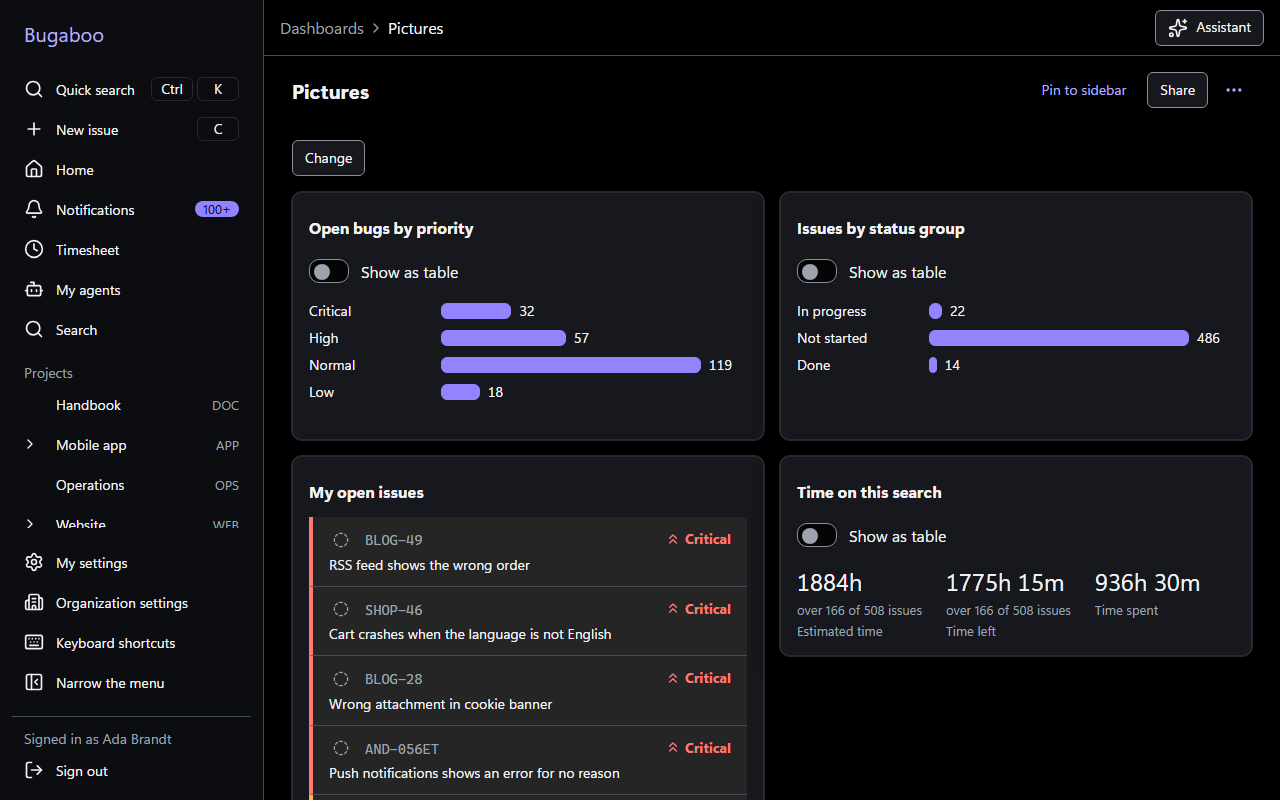 Bugaboo
Quick search Ctrl K
New issue C
Home
Notifications 100+
Timesheet
My agents
Search
Projects
Handbook DOC
Mobile app APP
Operations OPS
Website WEB
My settings
Organization settings
Keyboard shortcuts
Narrow the menu
Signed in as Ada Brandt
Sign out
Dashboards > Pictures
Assistant
Pictures
Pin to sidebar
Share
Change
Open bugs by priority
Show as table
Critical 32
High 57
Normal 119
Low 18
Issues by status group
Show as table
In progress 22
Not started 486
Done 14
My open issues
BLOG-49 Critical
RSS feed shows the wrong order
SHOP-46 Critical
Cart crashes when the language is not English
BLOG-28 Critical
Wrong attachment in cookie banner
AND-056ET Critical
Push notifications shows an error for no reason
Time on this search
Show as table
1884h 1775h 15m 936h 30m
over 166 of 508 issues over 166 of 508 issues Time spent
Estimated time Time left